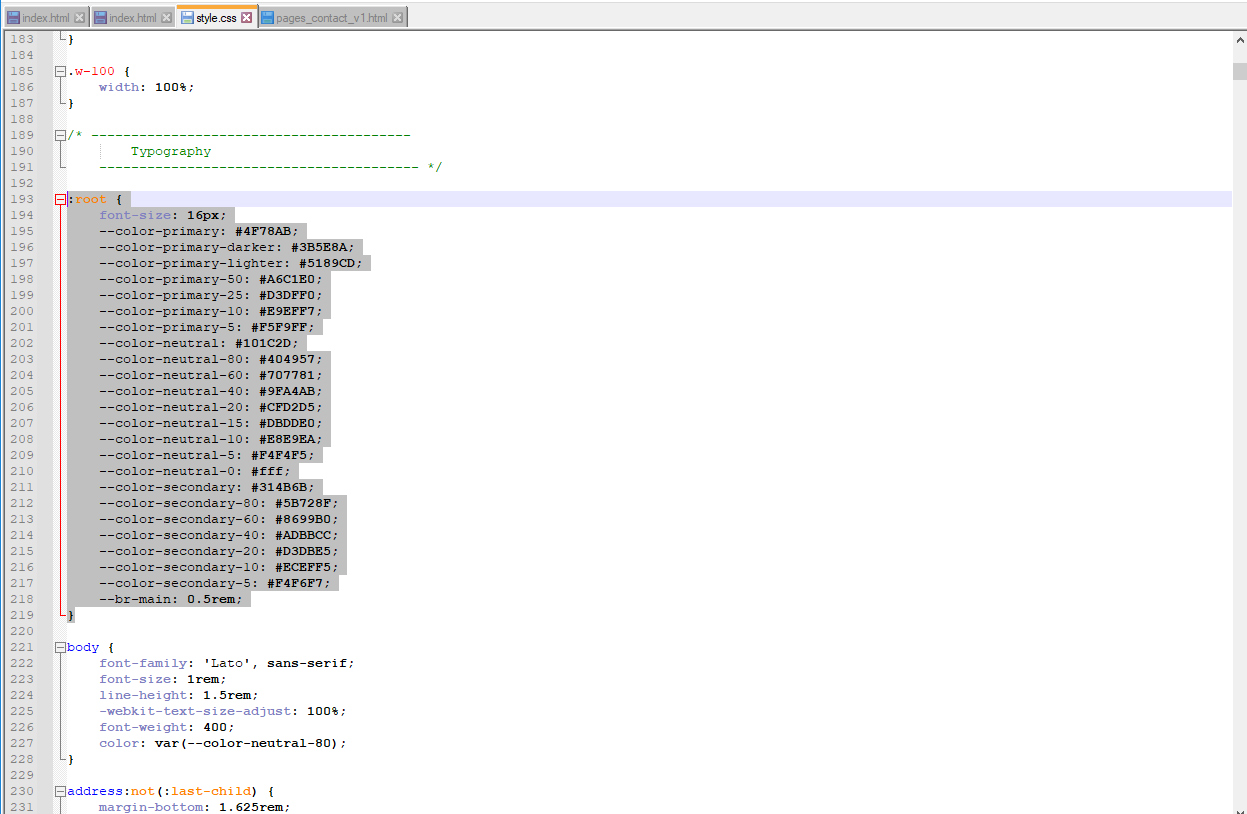 index.html index.html style.css pages_contact_v1.html
183 }
184
185 .w-100 {
186     width: 100%;
187 }
188
189 /* ----------------------------------------
190         Typography
191     ---------------------------------------- */
192
193 :root {
194     font-size: 16px;
195     --color-primary: #4F78AB;
196     --color-primary-darker: #3B5E8A;
197     --color-primary-lighter: #5189CD;
198     --color-primary-50: #A6C1E0;
199     --color-primary-25: #D3DFF0;
200     --color-primary-10: #E9EFF7;
201     --color-primary-5: #F5F9FF;
202     --color-neutral: #101C2D;
203     --color-neutral-80: #404957;
204     --color-neutral-60: #707781;
205     --color-neutral-40: #9FA4AB;
206     --color-neutral-20: #CFD2D5;
207     --color-neutral-15: #DBDDE0;
208     --color-neutral-10: #E8E9EA;
209     --color-neutral-5: #F4F4F5;
210     --color-neutral-0: #fff;
211     --color-secondary: #314B6B;
212     --color-secondary-80: #5B728F;
213     --color-secondary-60: #8699B0;
214     --color-secondary-40: #ADBBCC;
215     --color-secondary-20: #D3DBE5;
216     --color-secondary-10: #ECEFF5;
217     --color-secondary-5: #F4F6F7;
218     --br-main: 0.5rem;
219 }
220
221 body {
222     font-family: 'Lato', sans-serif;
223     font-size: 1rem;
224     line-height: 1.5rem;
225     -webkit-text-size-adjust: 100%;
226     font-weight: 400;
227     color: var(--color-neutral-80);
228 }
229
230 address:not(:last-child) {
231     margin-bottom: 1.625rem;